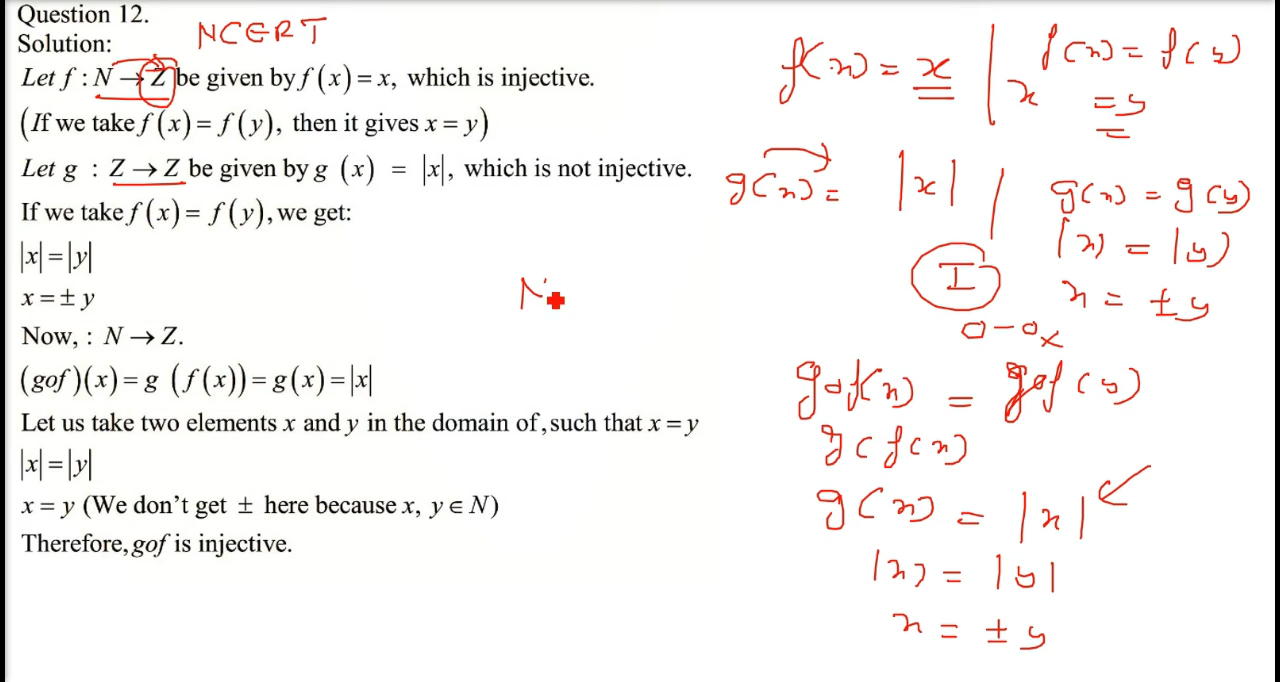 Question 12.
NCERT
Solution:
Let f : N → Z be given by f (x) = x, which is injective.
(If we take f (x) = f (y), then it gives x = y)
Let g : Z → Z be given by g (x) = |x|, which is not injective.
If we take f (x) = f (y), we get:
|x| = |y|
x = ± y
Now, : N → Z.
(gof)(x) = g (f (x)) = g (x) = |x|
Let us take two elements x and y in the domain of, such that x = y
|x| = |y|
x = y (We don't get ± here because x, y ∈ N)
Therefore, gof is injective.
N
f(x) = x
f(x) = f(y)
x = y
g(x) = |x|
g(x) = g(y)
|x| = |y|
x = ± y
I
0-0x
gof(x) = gof(y)
g(f(x)
g(x) = |x|
|x| = |y|
x = ± y